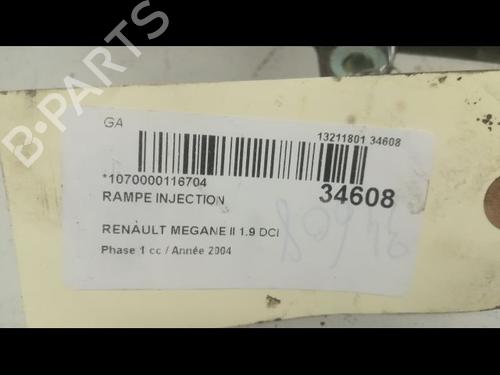 B-PARTS
GA
13211801 34608
*1070000116704
34608
RAMPE INJECTION
RENAULT MEGANE II 1.9 DCI
Phase 1 cc / Année 2004
34608